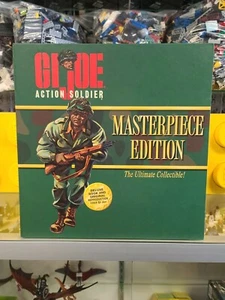 GI JOE
ACTION SOLDIER
MASTERPIECE
EDITION
The Ultimate Collectible!